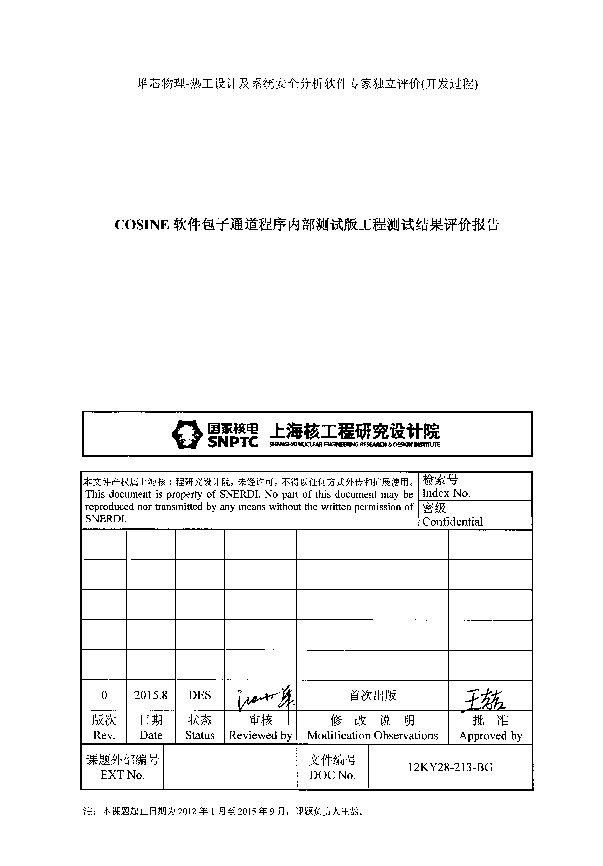 堆芯物理-热工设计及系统安全分析软件专家独立评价(开发过程)
COSINE 软件包子通道程序内部测试版工程测试结果评价报告
国家核电
SNPTC
上海核工程研究设计院
SHANGHAI NUCLEAR ENGINEERING RESEARCH & DESIGN INSTITUTE
本文件产权属上海核工程研究设计院，未经许可，不得以任何方式外传和扩展使用。
This document is property of SNERDI. No part of this document may be
reproduced nor transmitted by any means without the written permission of
SNERDI.
检索号
Index No.
密级
Confidential
0 2015.8 DES 首次出版
版次 日期 状态 审核 修 改 说 明 批 准
Rev. Date Status Reviewed by Modification Observations Approved by
课题外部编号
EXT No.
文件编号
DOC No.
12KY28-213-BG
注：本课题起止日期为2012年1月至2015年9月，课题负责人